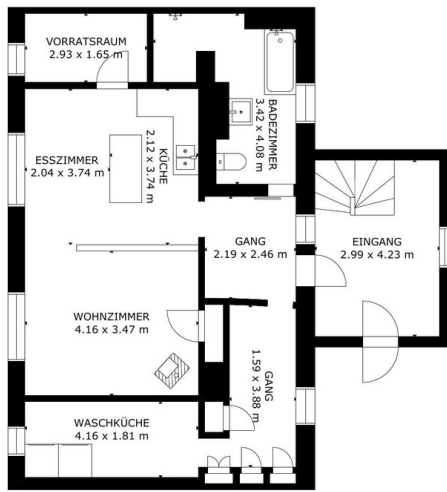 VORRATSRAUM
2.93 x 1.65 m
BADEZIMMER
3.42 x 4.08 m
ESSZIMMER
2.04 x 3.74 m
KÜCHE
2.12 x 3.74 m
GANG
2.19 x 2.46 m
EINGANG
2.99 x 4.23 m
WOHNZIMMER
4.16 x 3.47 m
GANG
1.59 x 3.88 m
WASCHKÜCHE
4.16 x 1.81 m